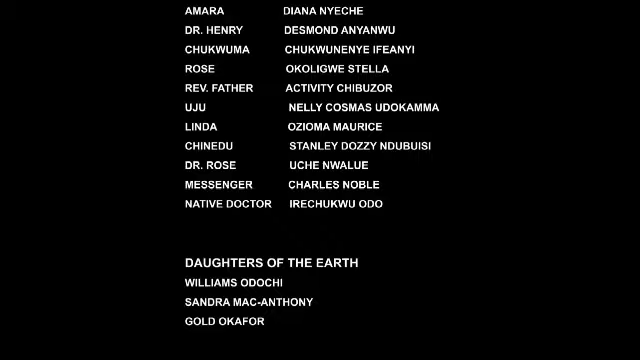 AMARA DIANA NYECHE
DR. HENRY DESMOND ANYANWU
CHUKWUMA CHUKWUNENYE IFEANYI
ROSE OKOLIGWE STELLA
REV. FATHER ACTIVITY CHIBUZOR
UJU NELLY COSMAS UDOKAMMA
LINDA OZIOMA MAURICE
CHINEDU STANLEY DOZZY NDUBUISI
DR. ROSE UCHE NWALUE
MESSENGER CHARLES NOBLE
NATIVE DOCTOR IRECHUKWU ODO
DAUGHTERS OF THE EARTH
WILLIAMS ODOCHI
SANDRA MAC-ANTHONY
GOLD OKAFOR